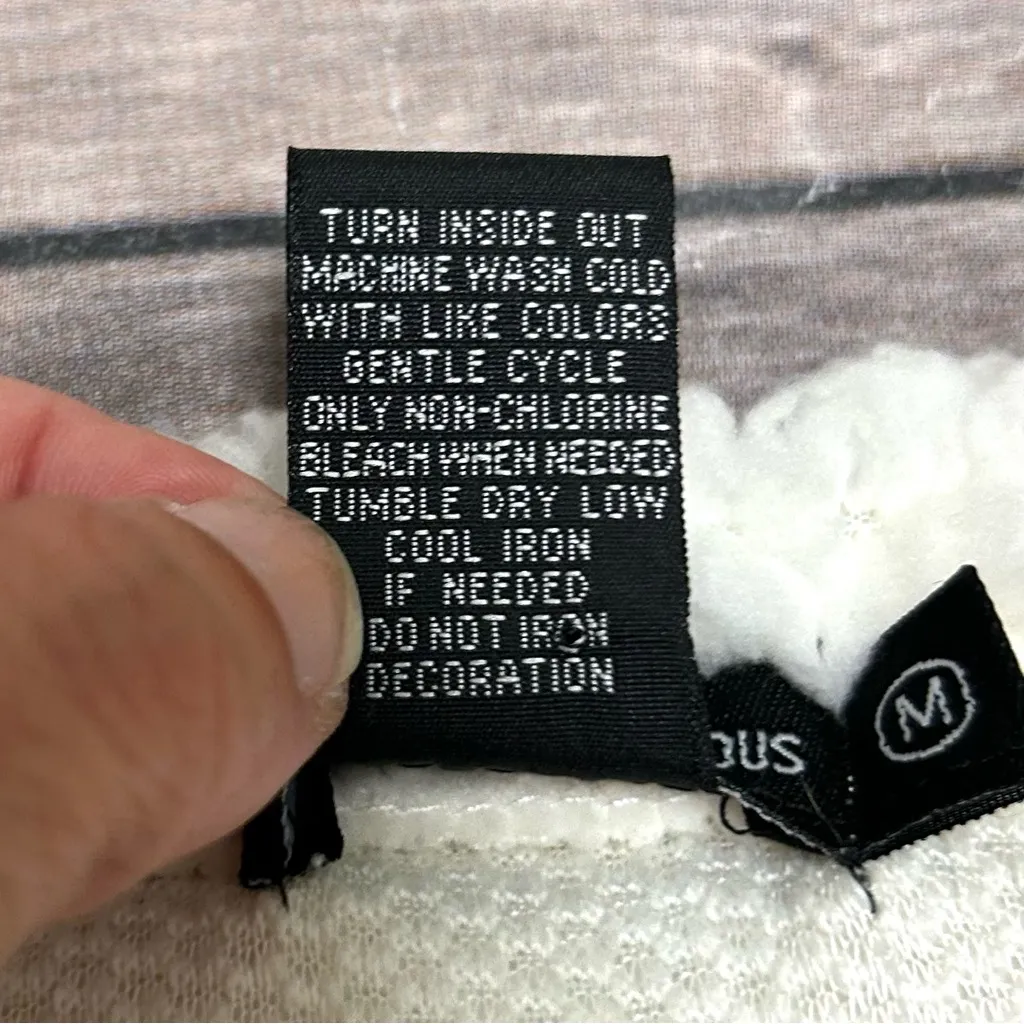 TURN INSIDE OUT
MACHINE WASH COLD
WITH LIKE COLORS
GENTLE CYCLE
ONLY NON-CHLORINE
BLEACH WHEN NEEDED
TUMBLE DRY LOW
COOL IRON
IF NEEDED
DO NOT IRON
DECORATION
M